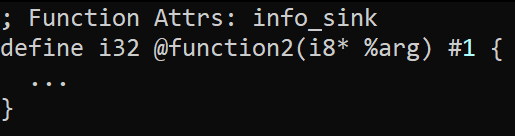 ; Function Attrs: info_sink
define i32 @function2(i8* %arg) #1 {
  ...
}